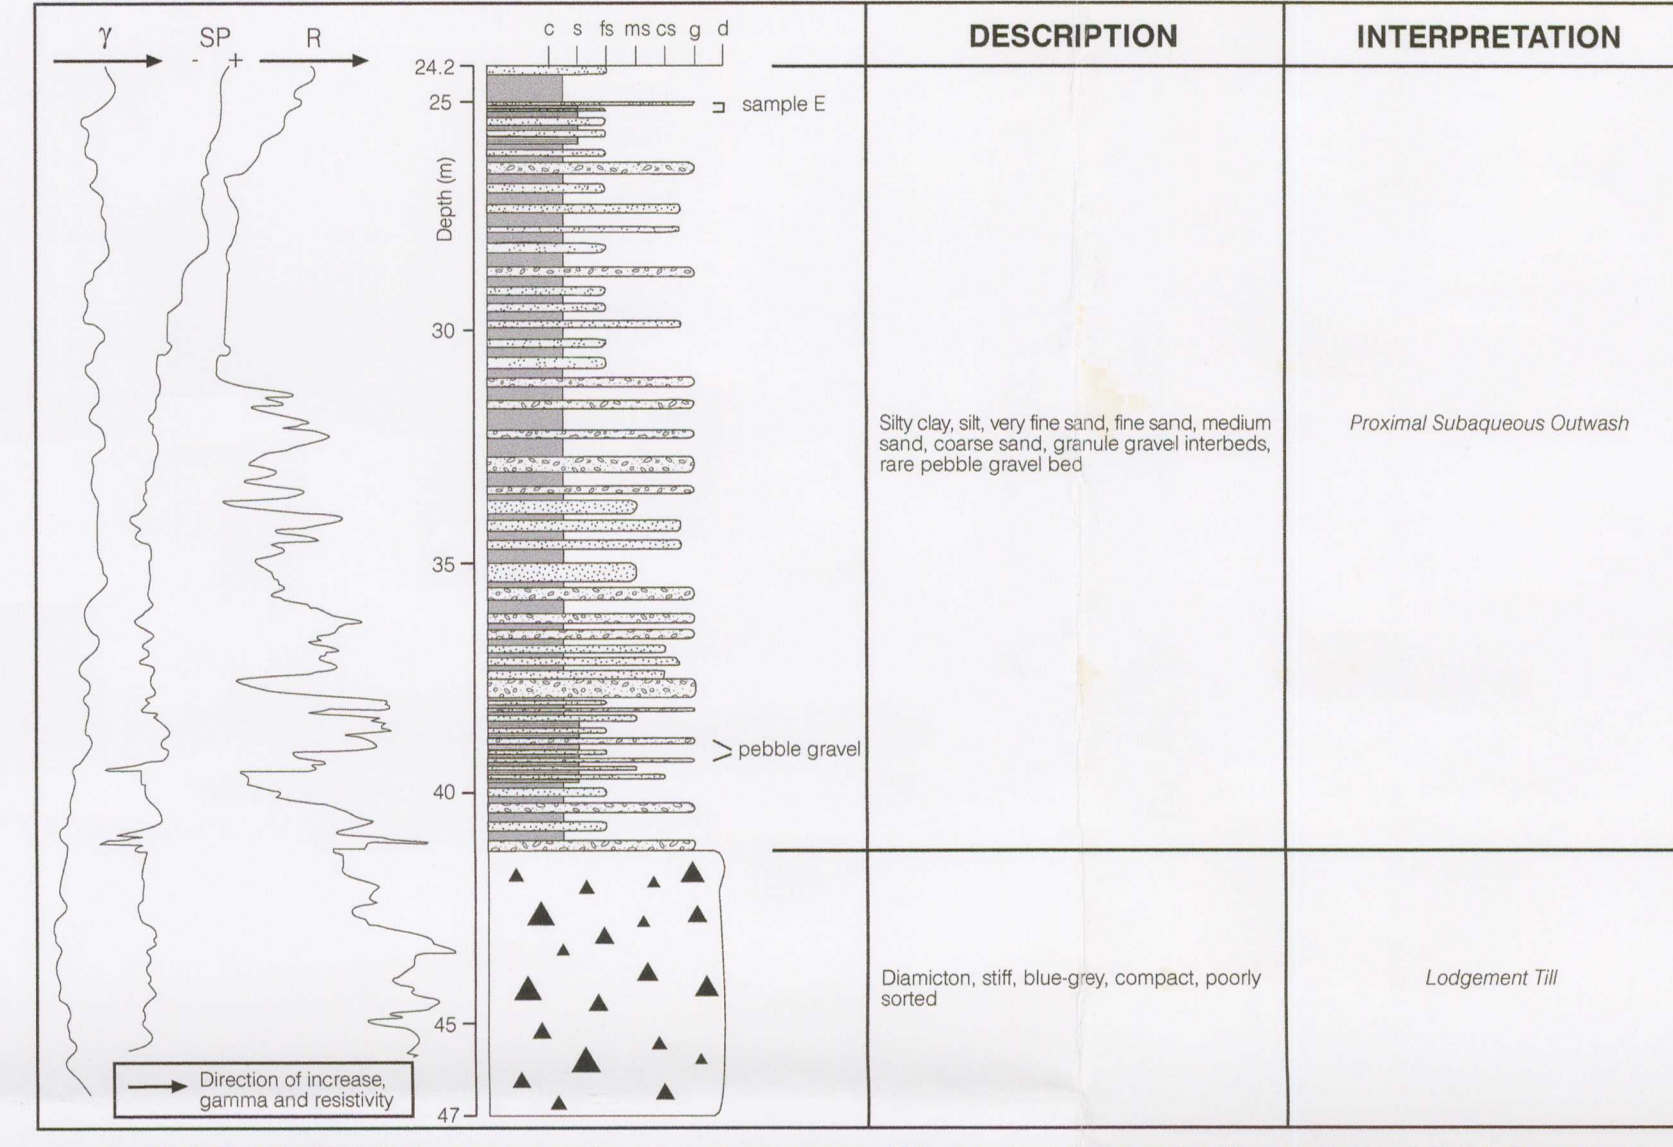 γ SP R
- +
c s fs ms cs g d
DESCRIPTION
INTERPRETATION
24.2
25
sample E
Depth (m)
30
Silty clay, silt, very fine sand, fine sand, medium
sand, coarse sand, granule gravel interbeds,
rare pebble gravel bed
Proximal Subaqueous Outwash
35
pebble gravel
40
Diamicton, stiff, blue-grey, compact, poorly
sorted
Lodgement Till
45
Direction of increase,
gamma and resistivity
47